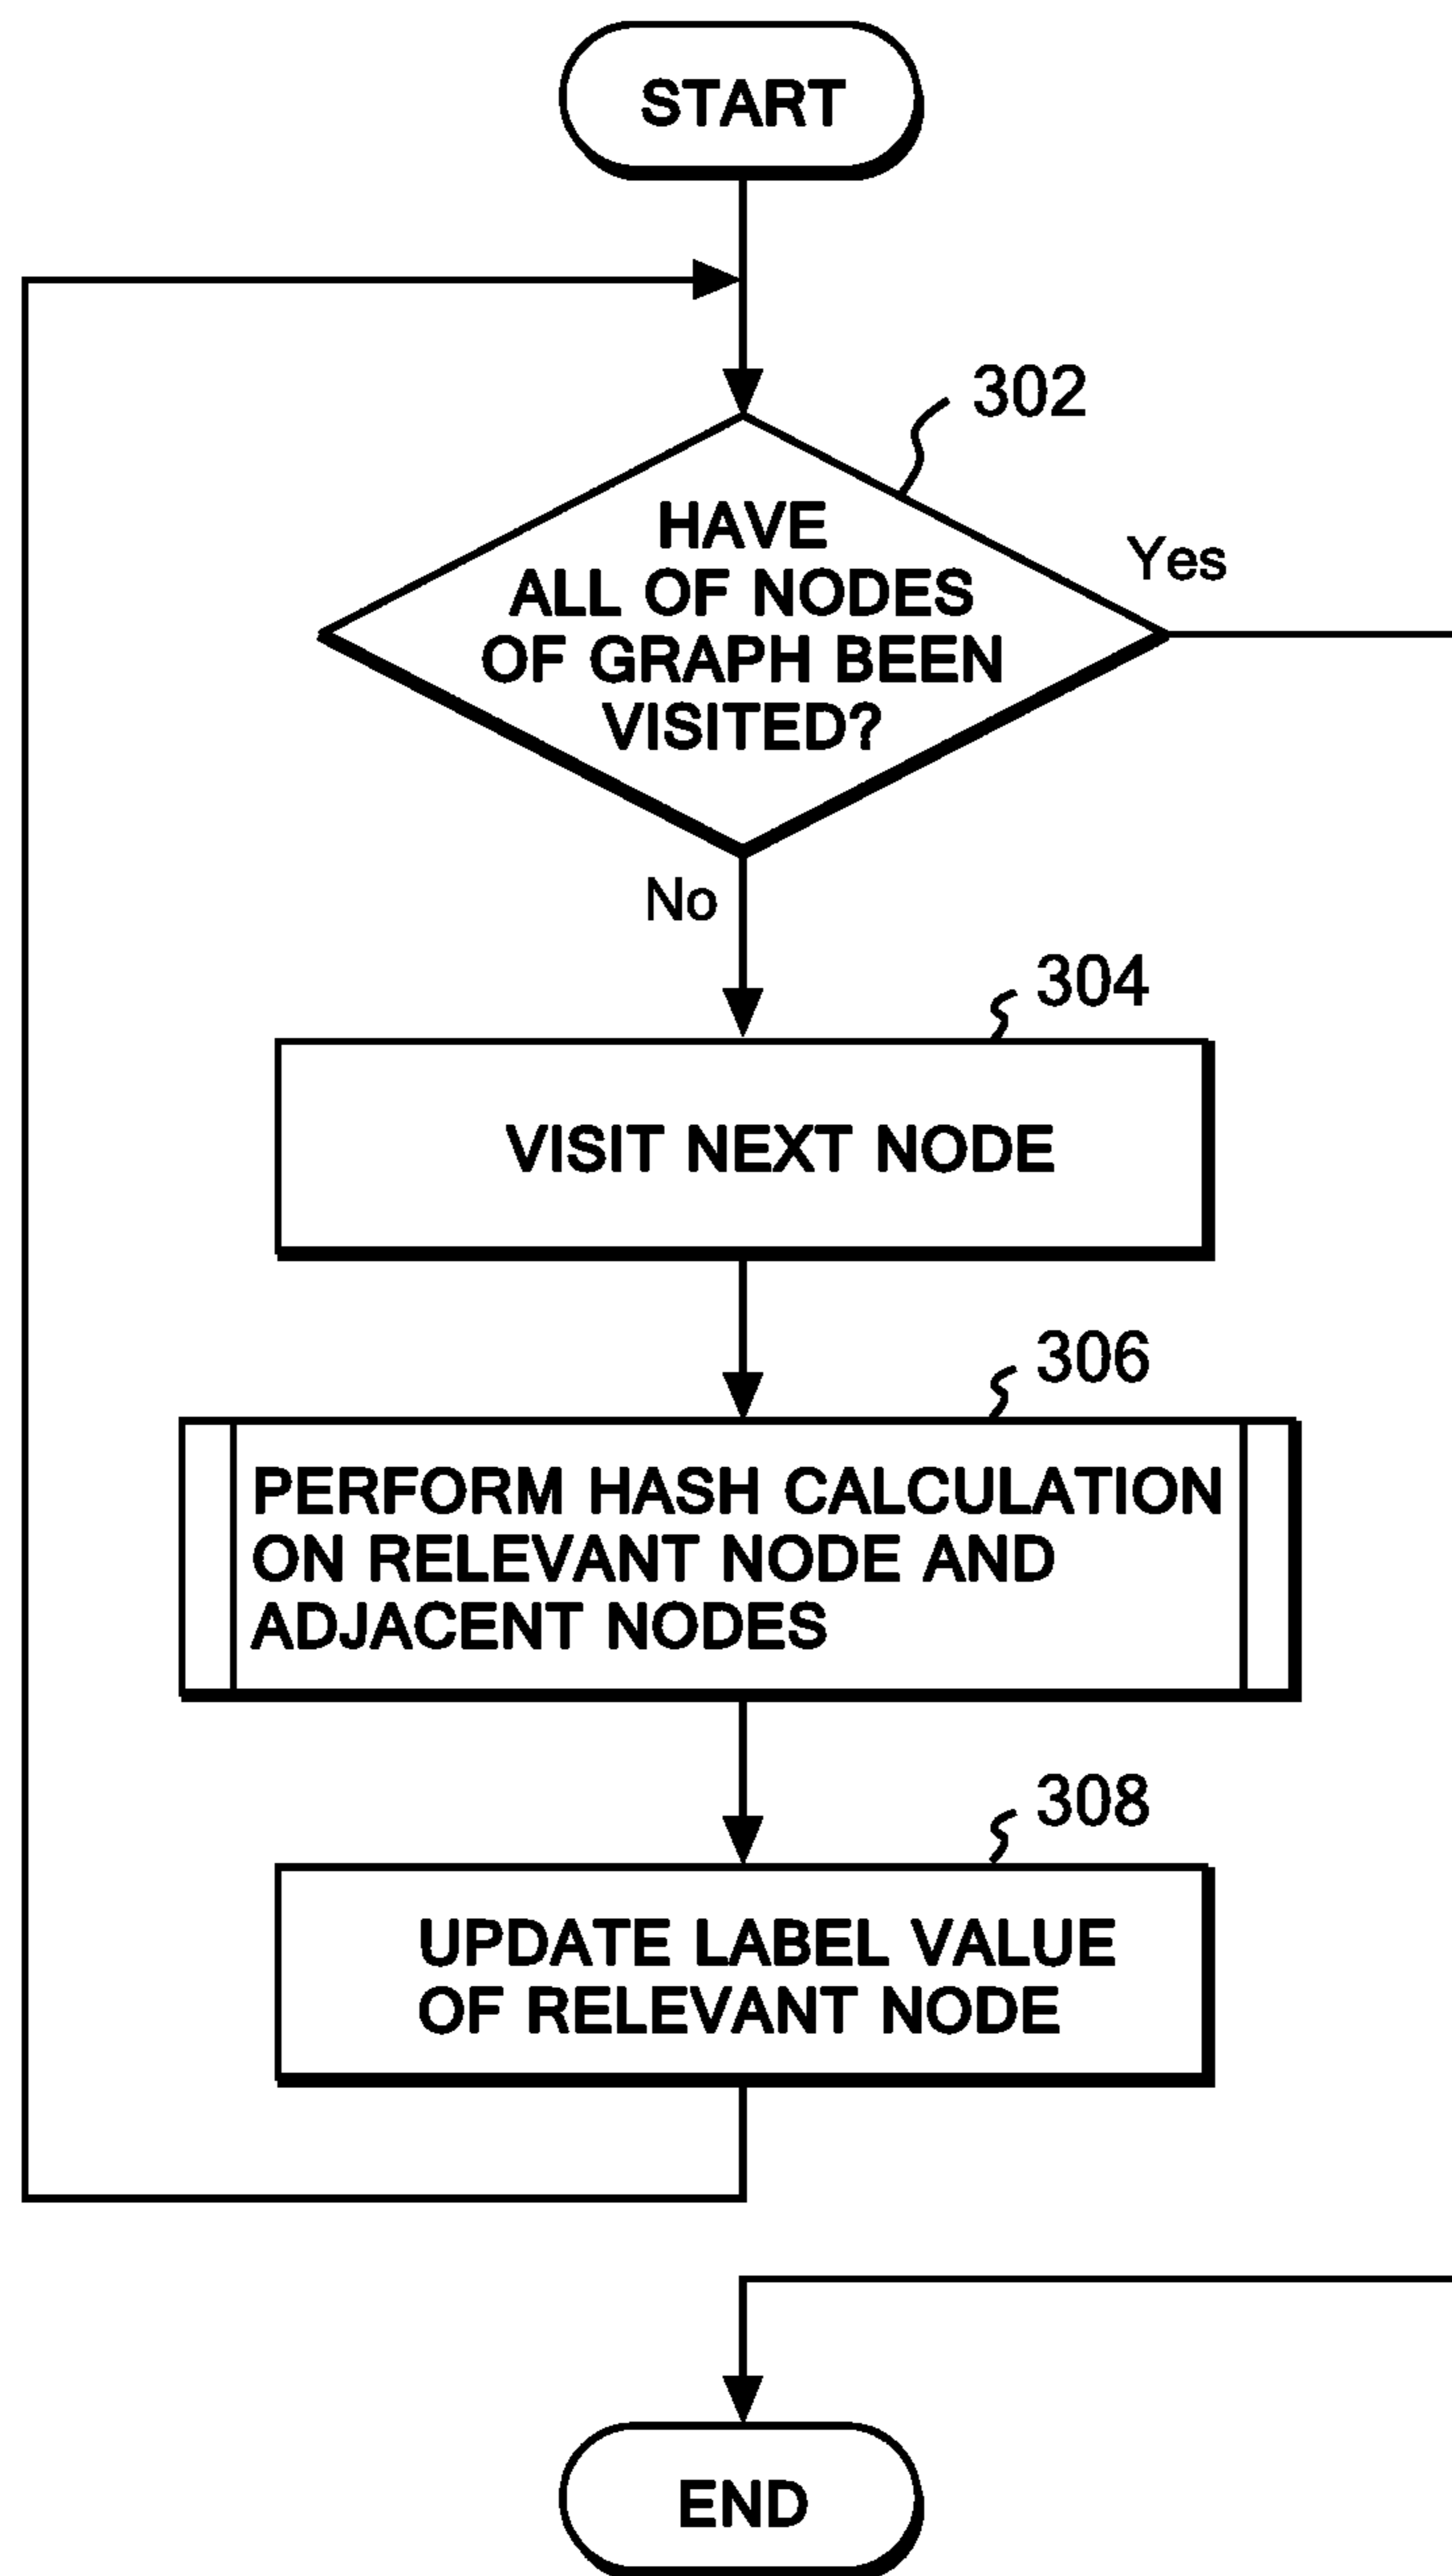 START
302
HAVE
ALL OF NODES
OF GRAPH BEEN
VISITED?
Yes
No
304
VISIT NEXT NODE
306
PERFORM HASH CALCULATION
ON RELEVANT NODE AND
ADJACENT NODES
308
UPDATE LABEL VALUE
OF RELEVANT NODE
END